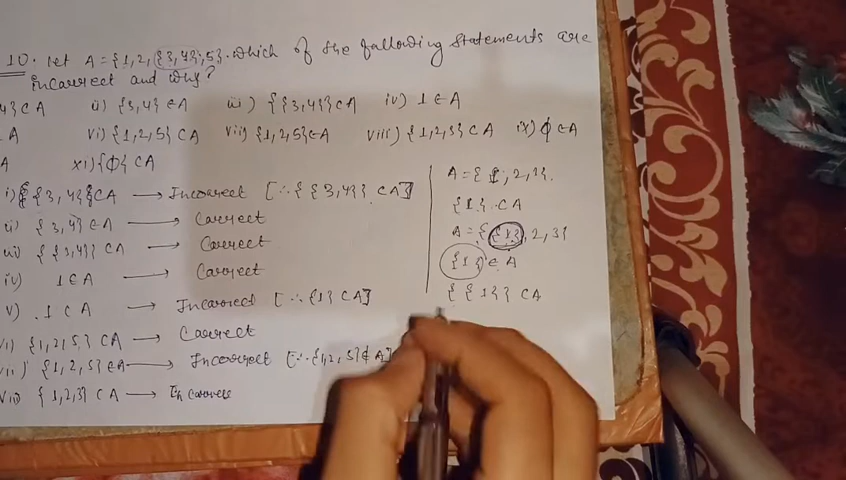 10. Let A = {1, 2, {3, 4}, 5}. Which of the following statements are
incorrect and why?
4} ⊂ A ii) {3, 4} ∈ A iii) {{3, 4}} ⊂ A iv) 1 ∈ A
⊂ A vi) {1, 2, 5} ⊂ A vii) {1, 2, 5} ∈ A viii) {1, 2, 3} ⊂ A ix) ϕ ∈ A
A xi) {ϕ} ⊂ A
i) {3, 4} ⊂ A → Incorrect [∵ {{3, 4}} ⊂ A]
ii) {3, 4} ∈ A → Correct
iii) {{3, 4}} ⊂ A → Correct
iv) 1 ∈ A → Correct
v) 1 ⊂ A → Incorrect [∵ {1} ⊂ A]
vi) {1, 2, 5} ⊂ A → Correct
vii) {1, 2, 5} ∈ A → Incorrect [∵ {1, 2, 5} ∉ A]
viii) {1, 2, 3} ⊂ A → Incorrect
{1} ⊂ A
A = {{1}, 2, 3}
{1} ∈ A
{{1}} ⊂ A